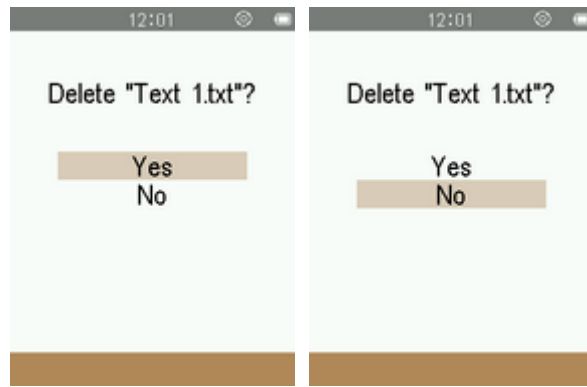 12:01
Delete "Text 1.txt"?
Yes
No
12:01
Delete "Text 1.txt"?
Yes
No